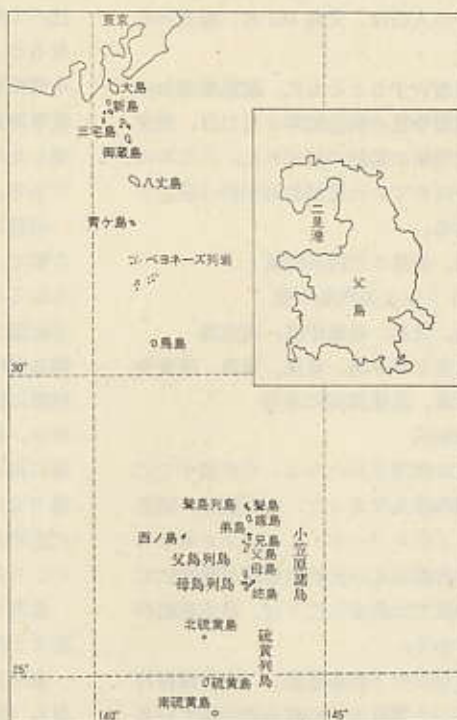 東京
大島
新島
三宅島
御蔵島
八丈島
青ケ島
ベヨネーズ列岩
鳥島
30°
二見港
父島
聟島列島
聟島
媒島
弟島
西ノ島
兄島
父島列島
父島
母島
母島列島
姉島
小笠原諸島
北硫黄島
硫黄列島
25°
硫黄島
南硫黄島
145°